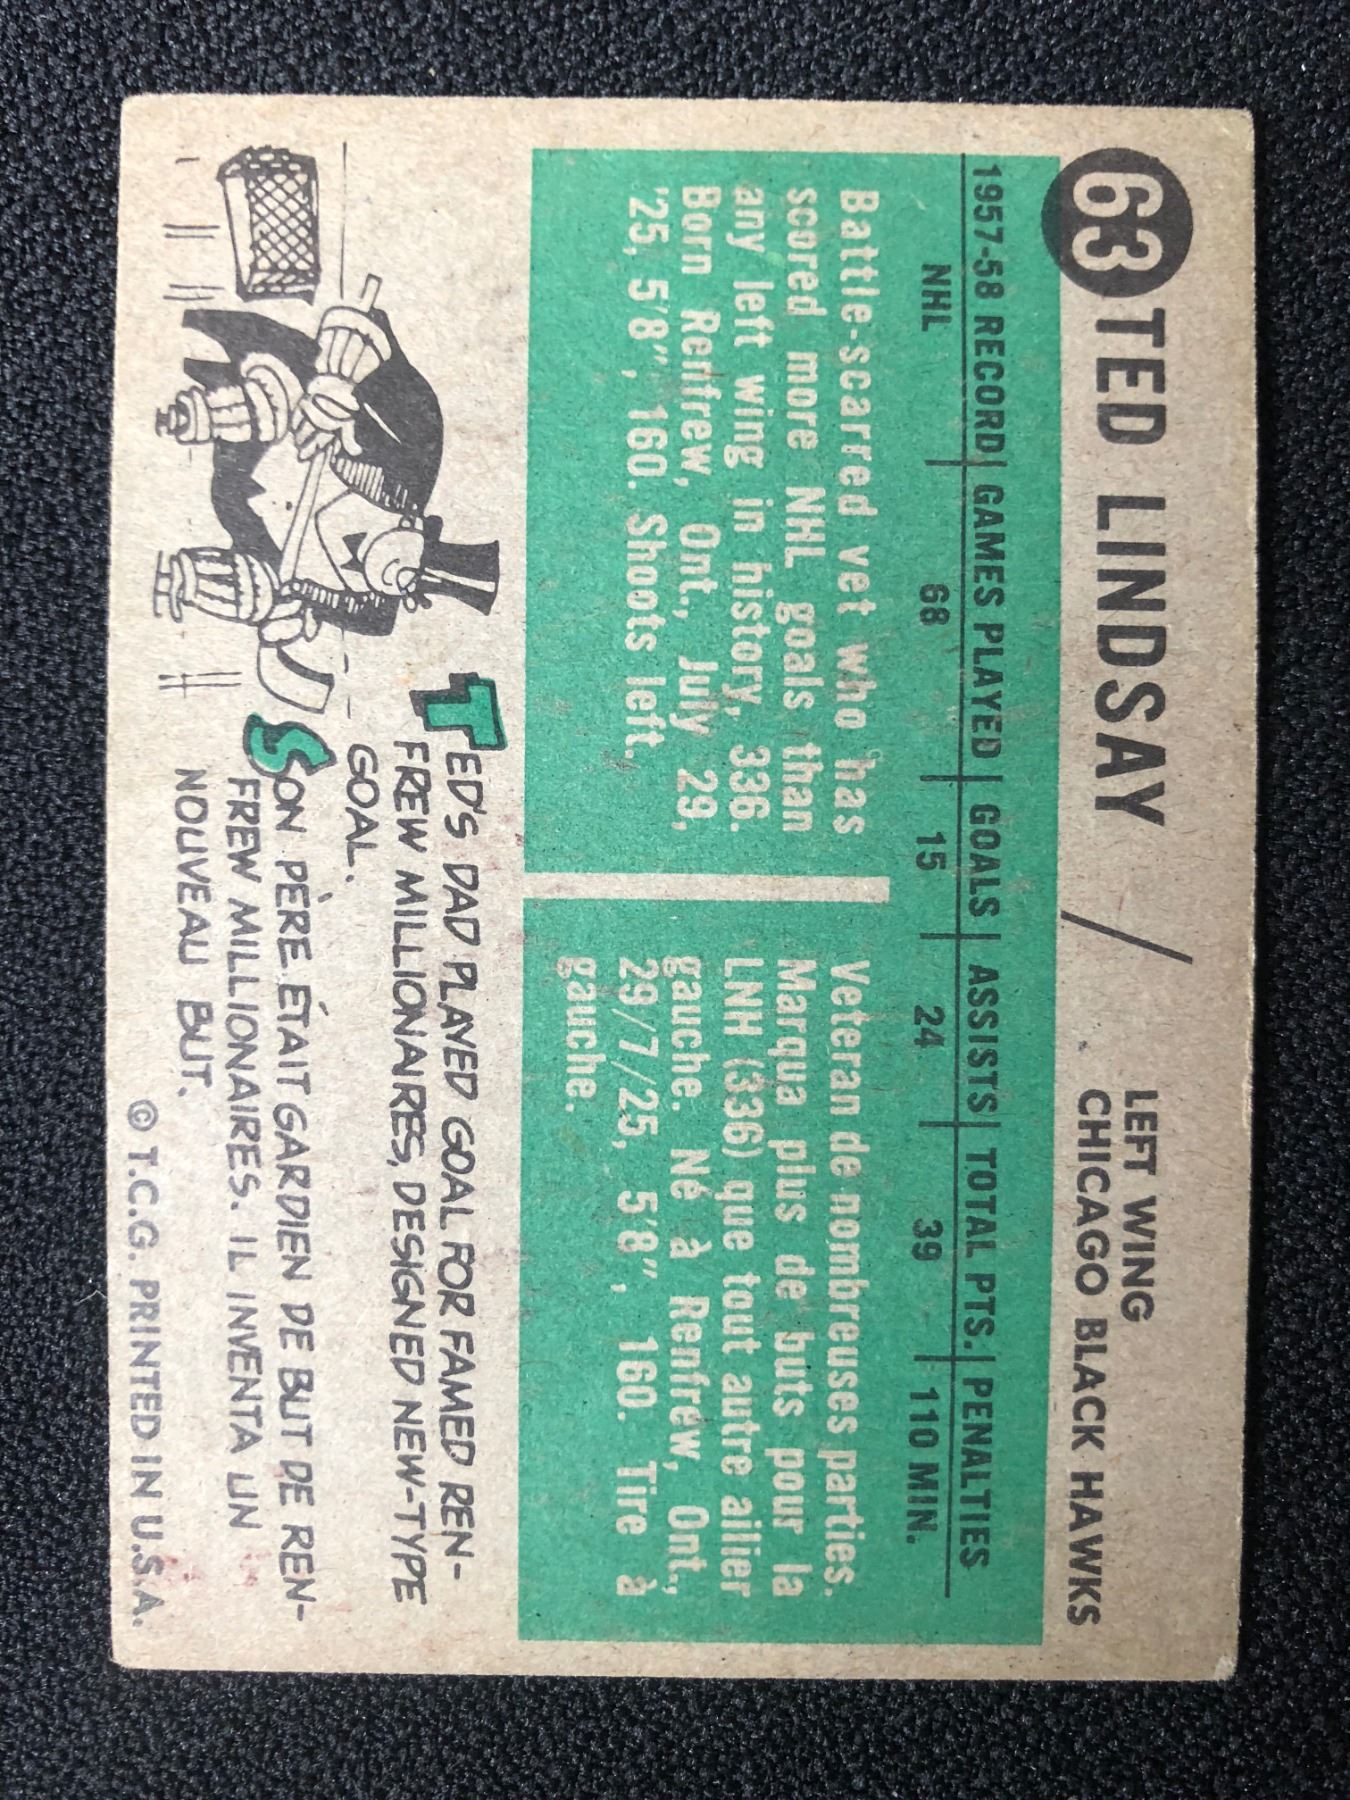 63 TED LINDSAY / LEFT WING
CHICAGO BLACK HAWKS
1957-58 RECORD GAMES PLAYED GOALS ASSISTS TOTAL PTS. PENALTIES
NHL 68 15 24 39 110 MIN.
Battle-scarred vet who has
scored more NHL goals than
any left wing in history, 336.
Born Renfrew, Ont., July 29,
'25, 5'8", 160. Shoots left.
Veteran de nombreuses parties.
Marqua plus de buts pour la
LNH (336) que tout autre ailier
gauche. Né à Renfrew, Ont.,
29/7/25, 5'8", 160. Tire à
gauche.
TED'S DAD PLAYED GOAL FOR FAMED REN-
FREW MILLIONAIRES, DESIGNED NEW-TYPE
GOAL.
SON PÈRE ÉTAIT GARDIEN DE BUT DE REN-
FREW MILLIONAIRES. IL INVENTA UN
NOUVEAU BUT.
© T.C.G. PRINTED IN U.S.A.